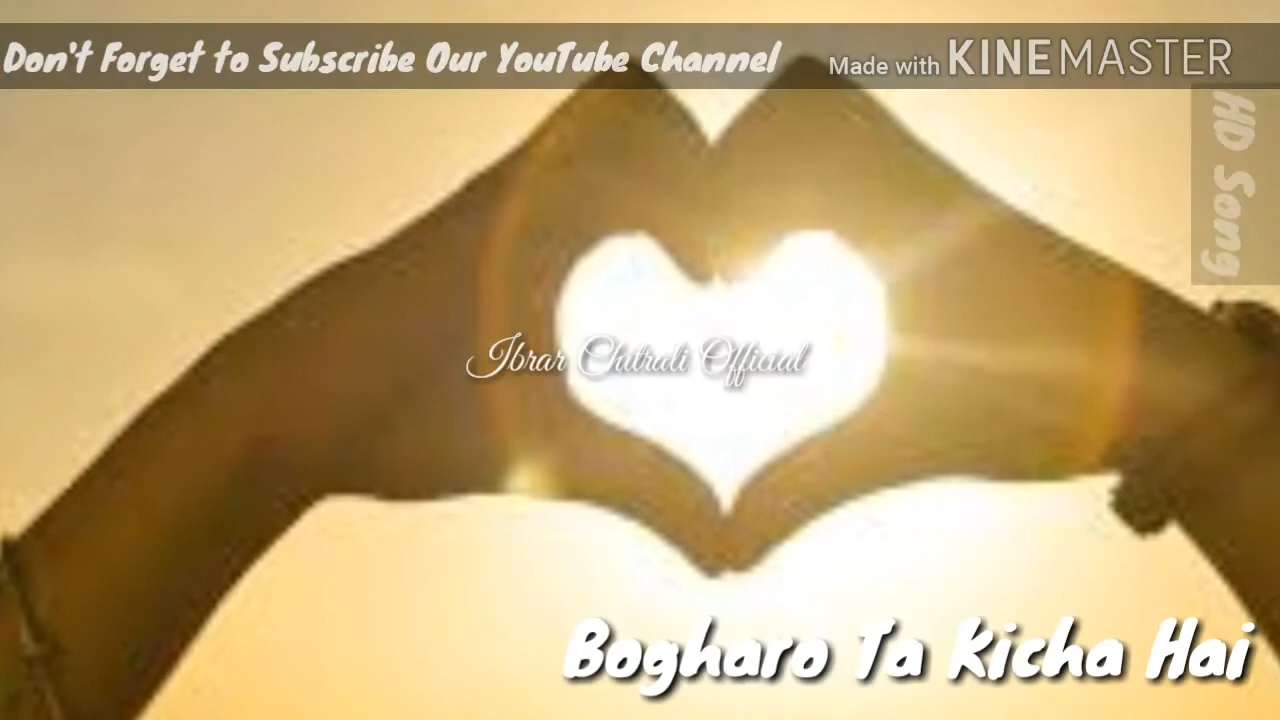 Don't Forget to Subscribe Our YouTube Channel
Made with KINEMASTER
HD Song
Ibrar Chitrali Official
Bogharo Ta Kicha Hai